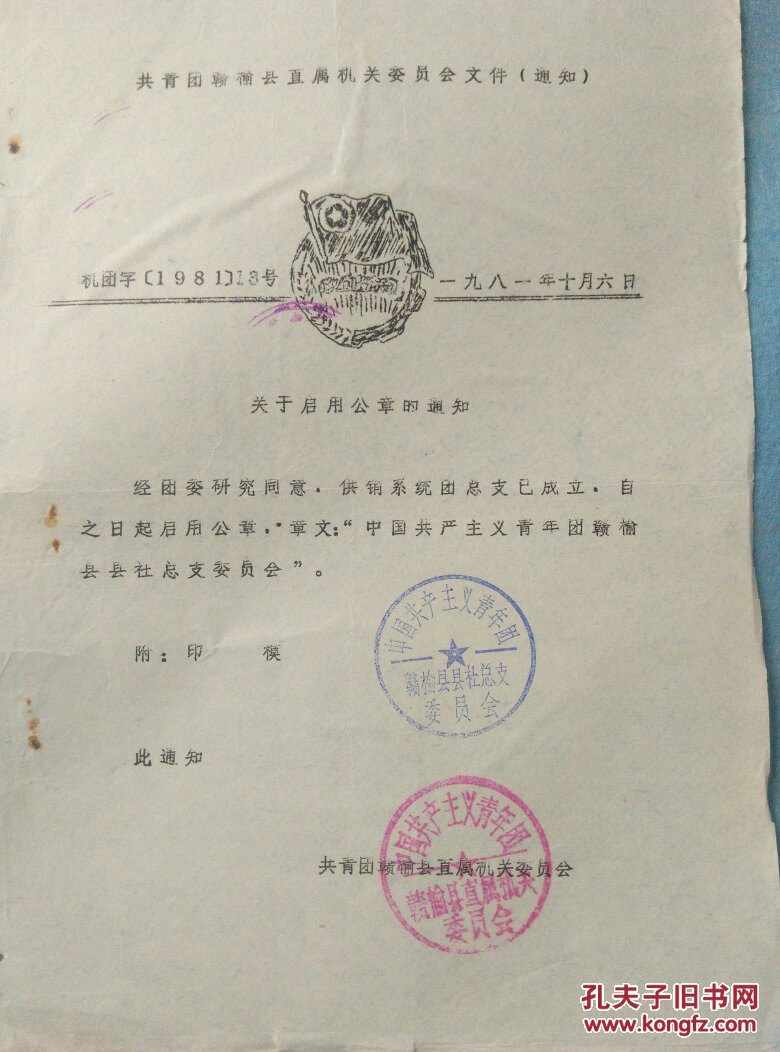 共青团赣榆县直属机关委员会文件（通知）
机团字〔1981〕18号
一九八一年十月六日
关于启用公章的通知
经团委研究同意，供销系统团总支已成立，自
之日起启用公章，章文：“中国共产主义青年团赣榆
县县社总支委员会”。
附：印模
中国共产主义青年团
赣榆县县社总支
委员会
此通知
中国共产主义青年团
共青团赣榆县直属机关委员会
赣榆县直属机关
委员会
孔夫子旧书网
www.kongfz.com